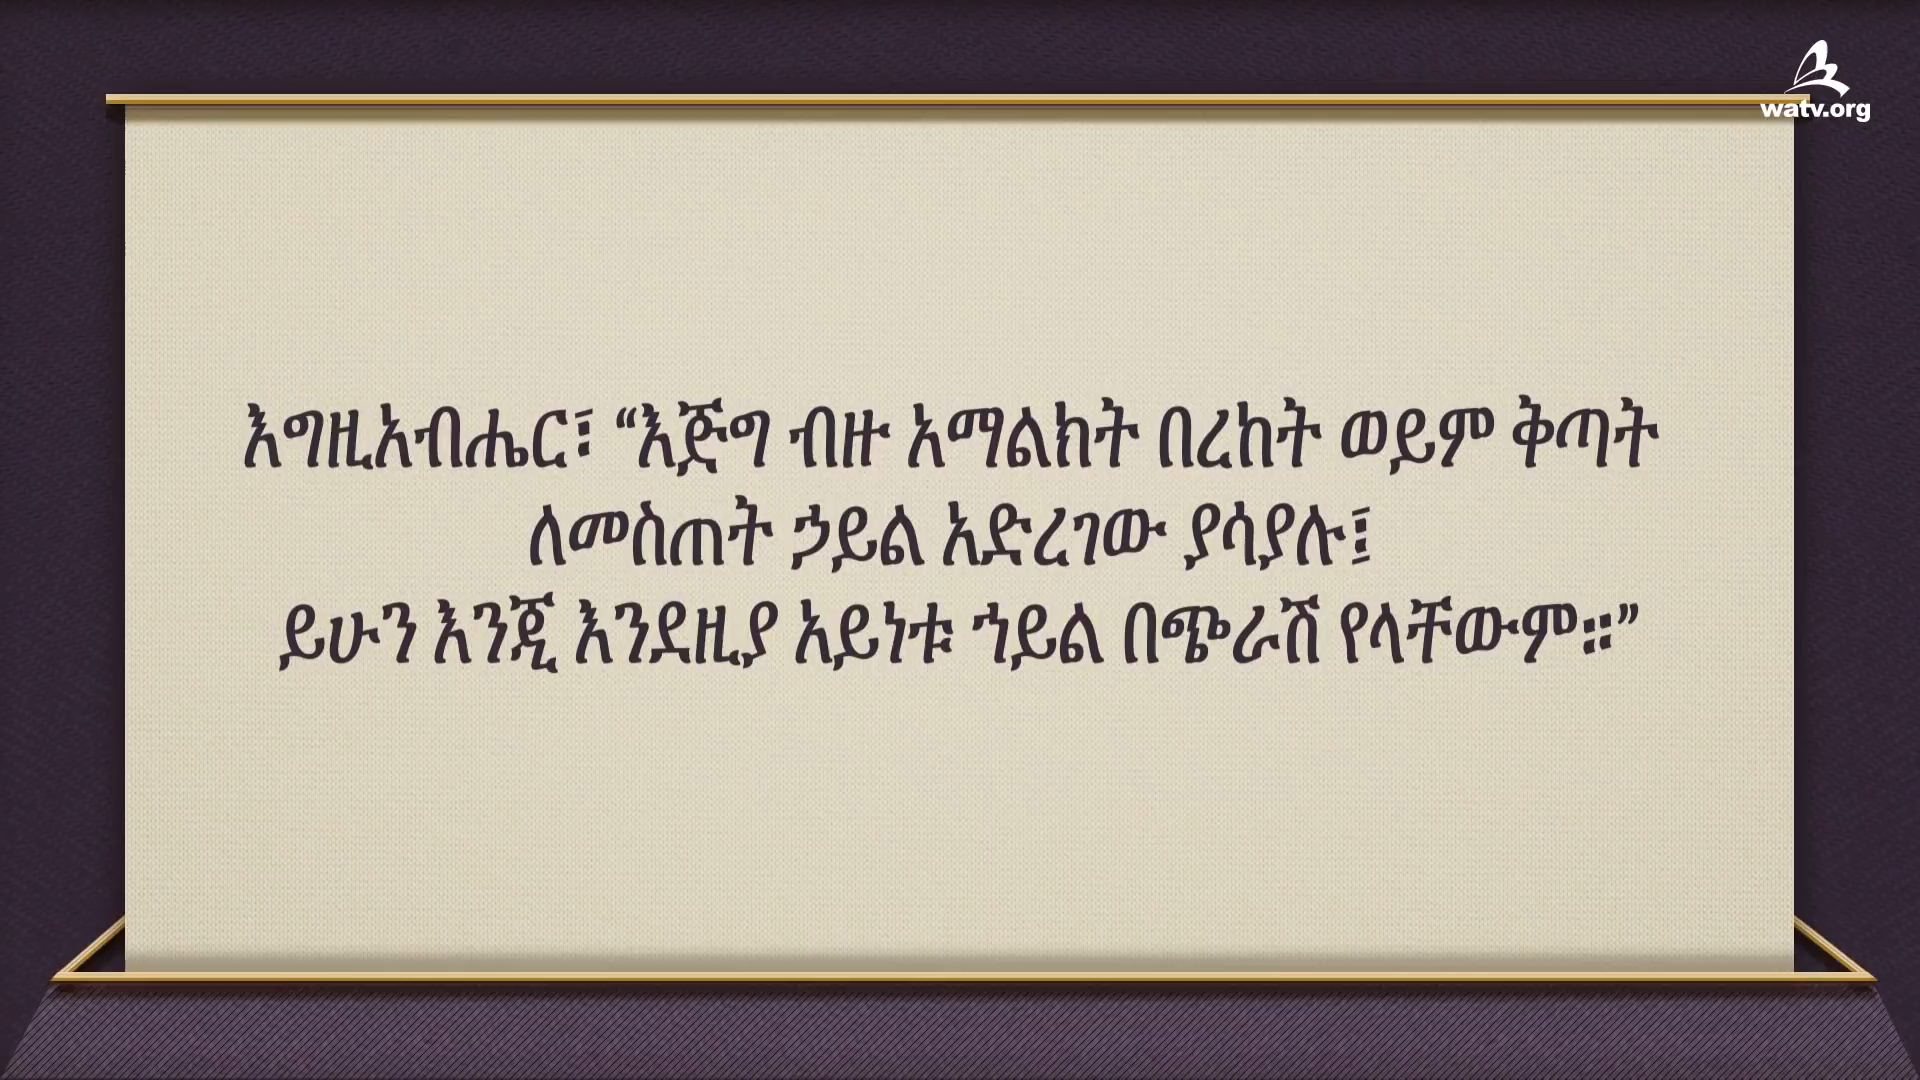 watv.org
እግዚአብሔር፣ “እጅግ ብዙ አማልክት በረከት ወይም ቅጣት
ለመስጠት ኃይል አድረገው ያሳያሉ፤
ይሁን እንጂ እንደዚያ አይነቱ ኀይል በጭራሽ የላቸውም።”